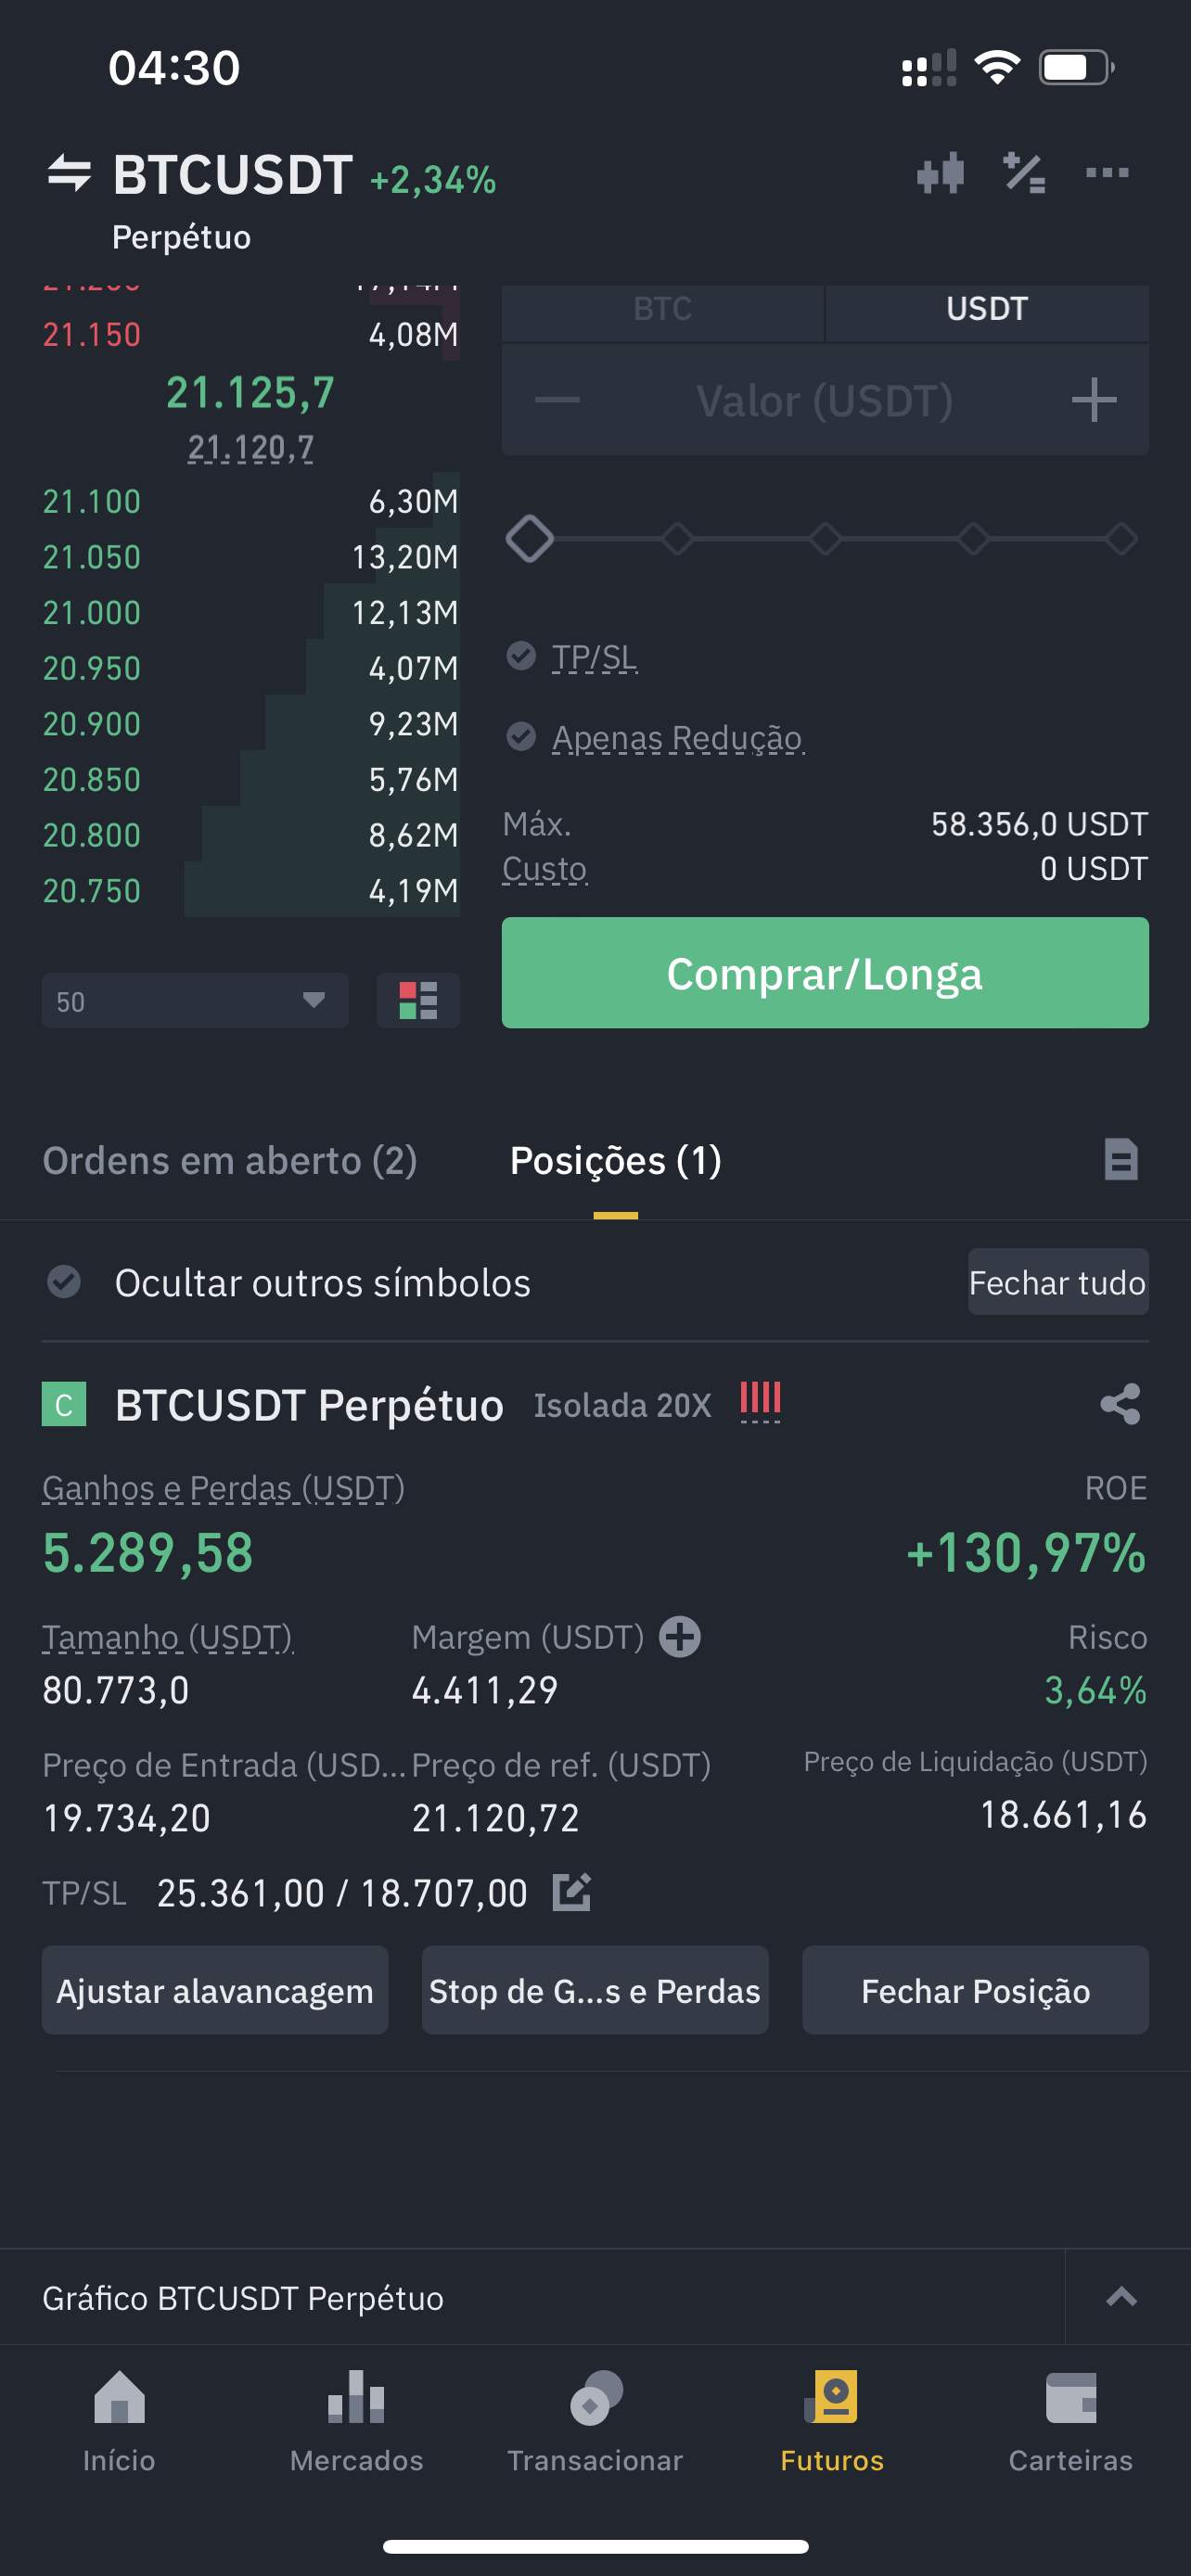 04:30
BTCUSDT +2,34%
Perpétuo
21.150 4,08M
21.125,7
21.120,7
21.100 6,30M
21.050 13,20M
21.000 12,13M
20.950 4,07M
20.900 9,23M
20.850 5,76M
20.800 8,62M
20.750 4,19M
50
BTC USDT
Valor (USDT)
TP/SL
Apenas Redução
Máx. 58.356,0 USDT
Custo 0 USDT
Comprar/Longa
Ordens em aberto (2) Posições (1)
Ocultar outros símbolos Fechar tudo
C BTCUSDT Perpétuo Isolada 20X
Ganhos e Perdas (USDT) ROE
5.289,58 +130,97%
Tamanho (USDT) Margem (USDT) Risco
80.773,0 4.411,29 3,64%
Preço de Entrada (USD... Preço de ref. (USDT) Preço de Liquidação (USDT)
19.734,20 21.120,72 18.661,16
TP/SL 25.361,00 / 18.707,00
Ajustar alavancagem Stop de G...s e Perdas Fechar Posição
Gráfico BTCUSDT Perpétuo
Início Mercados Transacionar Futuros Carteiras